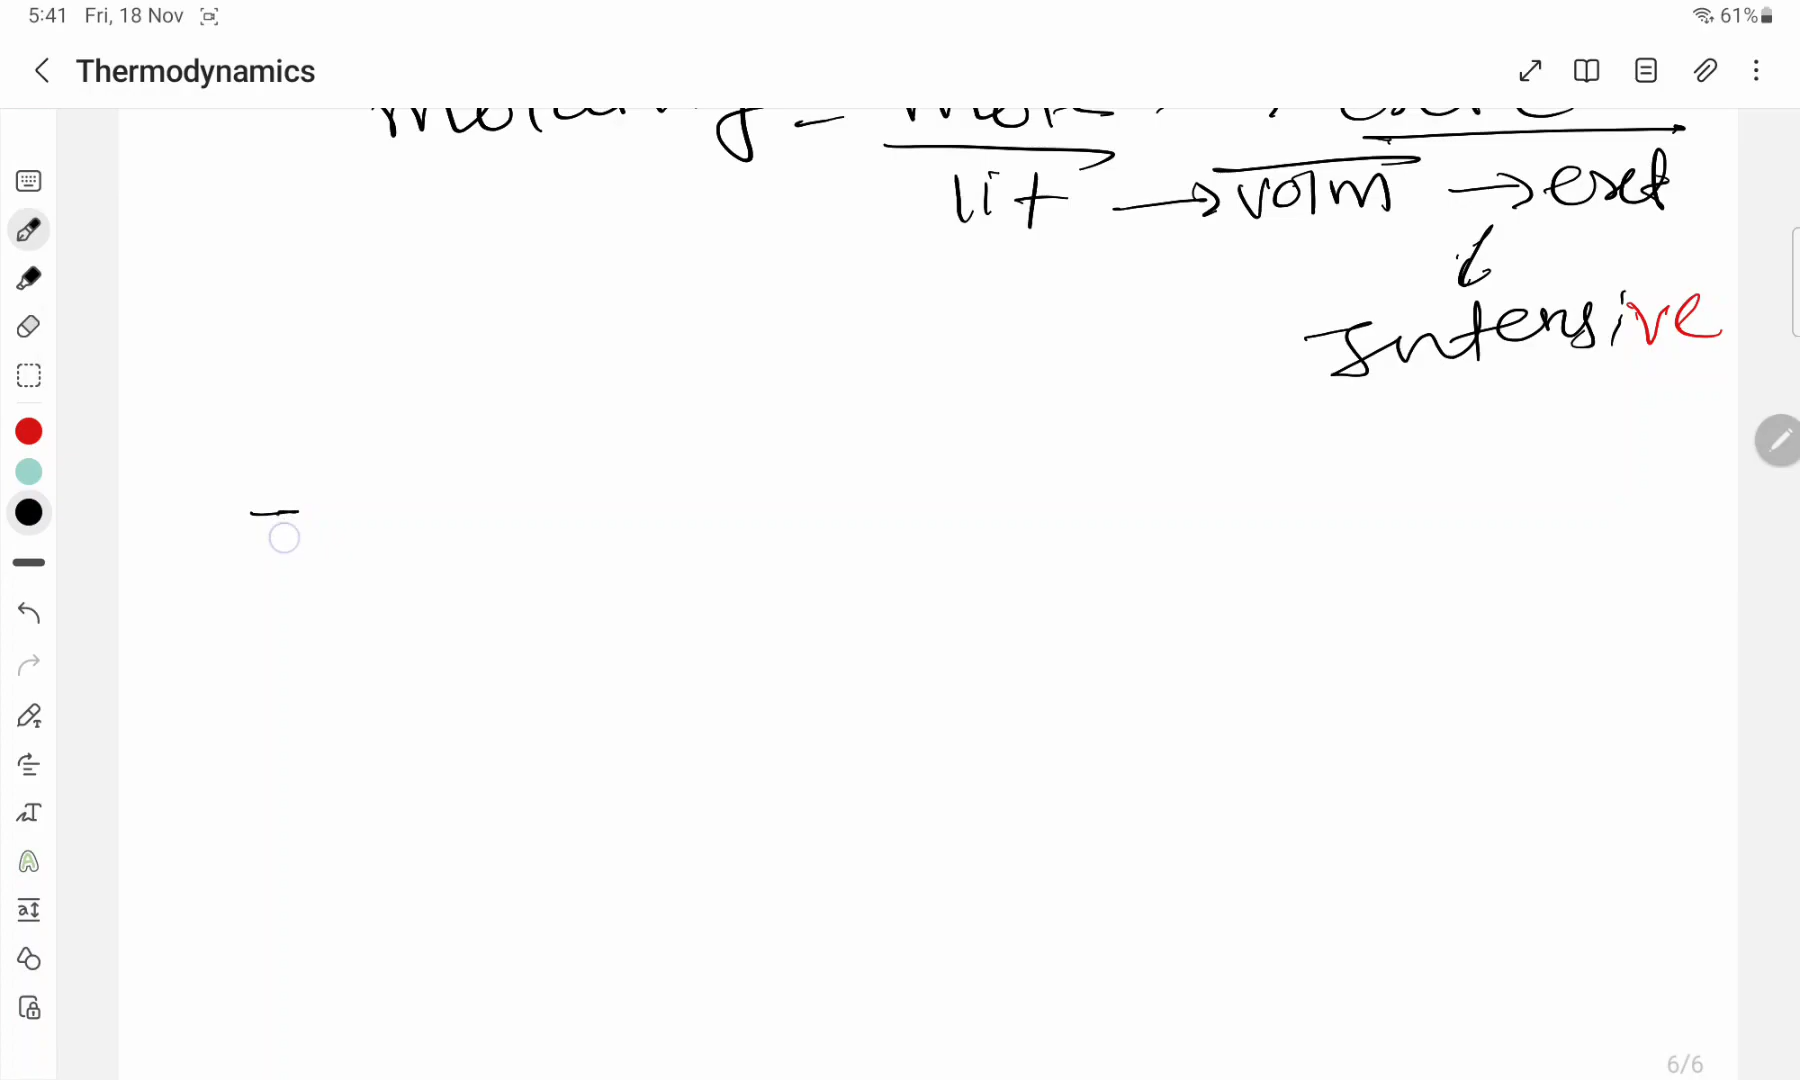 5:41 Fri, 18 Nov 61%
Thermodynamics
lit → volm → ext
Intensive
6/6